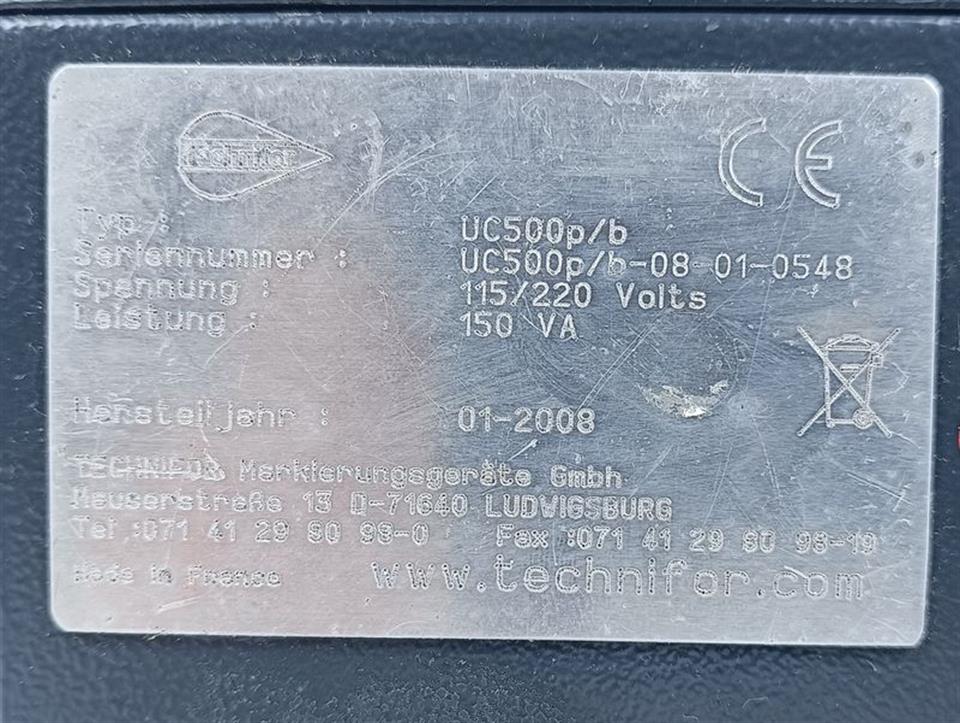 Technifor
CE
Typ : UC500p/b
Seriennummer : UC500p/b-08-01-0548
Spannung : 115/220 Volts
Leistung : 150 VA
Herstelljahr : 01-2008
TECHNIFOR Markierungsgeräte Gmbh
Meuserstraße 13 D-71640 LUDWIGSBURG
Tel :071 41 29 80 98-0 Fax :071 41 29 80 98-19
Made in France www.technifor.com